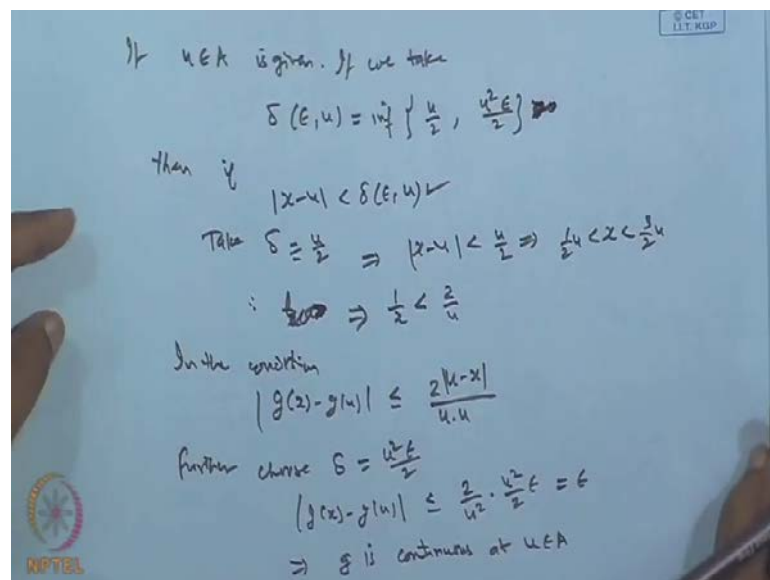 © CET
I.I.T. KGP
If u∈A is given. If we take
δ(ϵ,u) = inf { u/2 , u²ϵ/2 }
then if
|x-u| < δ(ϵ,u)
Take δ = u/2 ⇒ |x-u| < u/2 ⇒ 1/2 u < x < 3/2 u
∴ ⇒ 1/x < 2/u
In the condition
|g(x)-g(u)| ≤ 2|u-x| / u.u
further choose δ = u²ϵ/2
|g(x)-g(u)| ≤ 2/u² · u²/2 ϵ = ϵ
⇒ g is continuous at u∈A
NPTEL